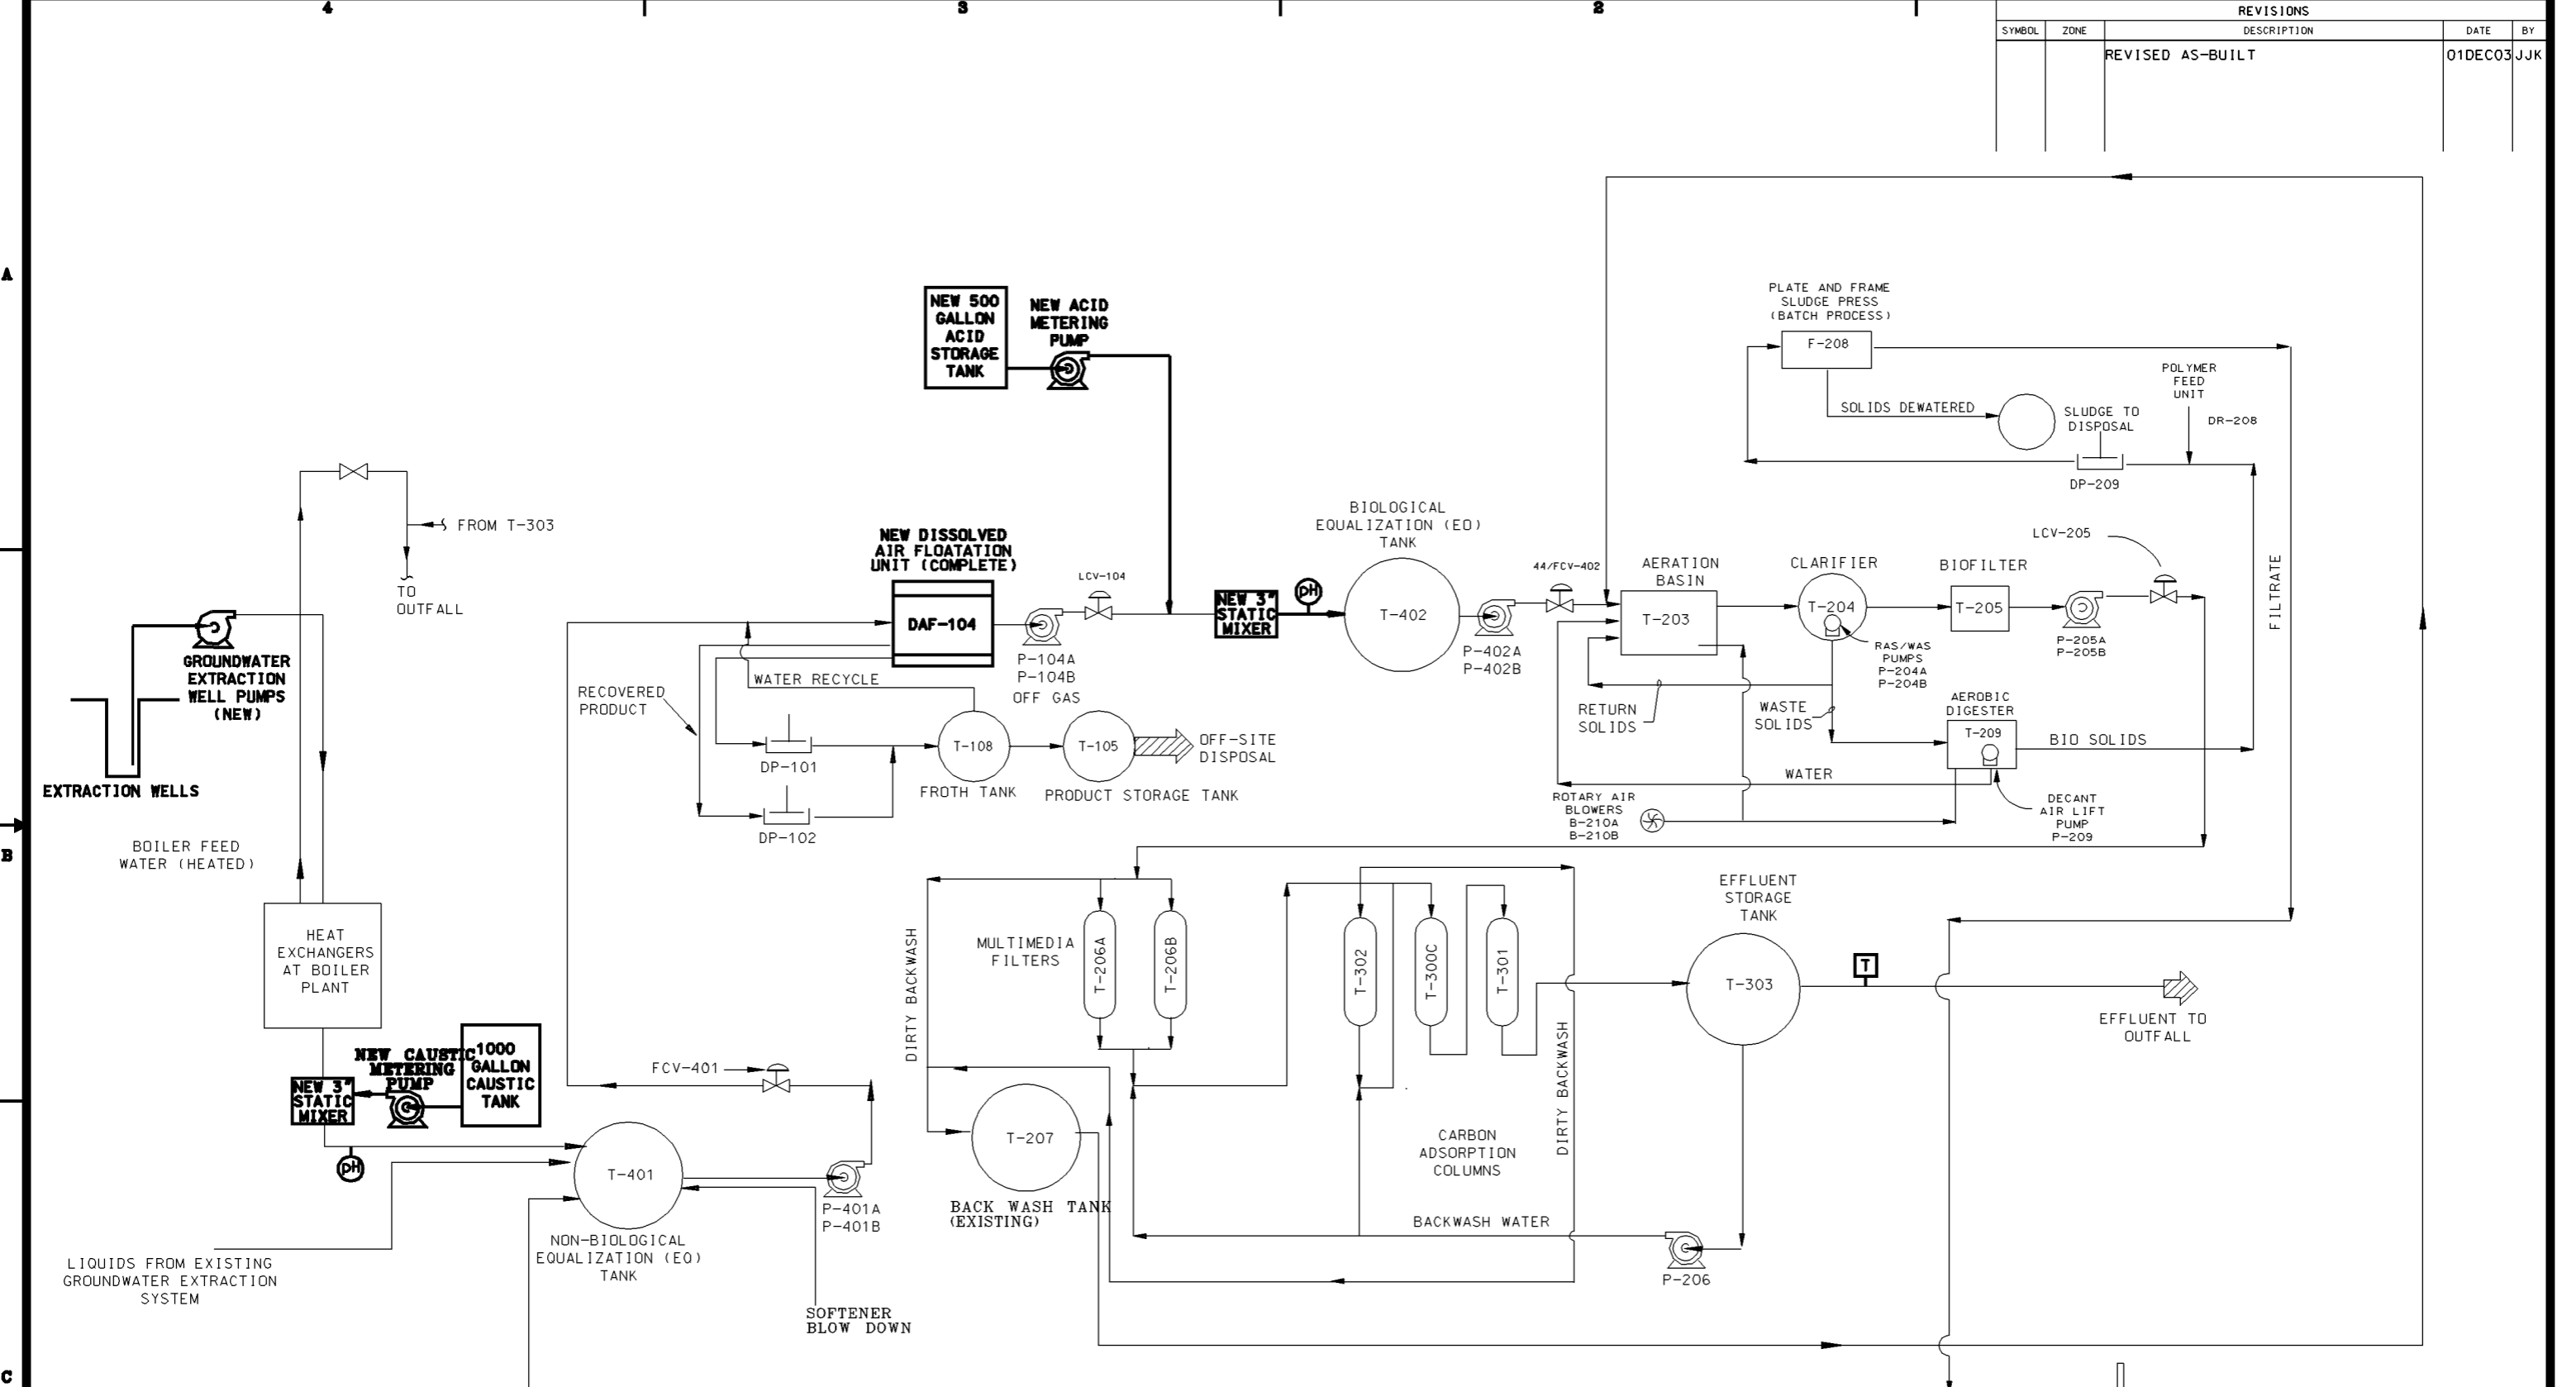 4
3
2
REVISIONS
SYMBOL ZONE DESCRIPTION DATE BY
REVISED AS-BUILT 01DEC03 JJK
A
B
C
NEW 500
GALLON
ACID
STORAGE
TANK
NEW ACID
METERING
PUMP
PLATE AND FRAME
SLUDGE PRESS
(BATCH PROCESS)
F-208
POLYMER
FEED
UNIT
DR-208
SOLIDS DEWATERED
SLUDGE TO
DISPOSAL
DP-209
FROM T-303
TO
OUTFALL
GROUNDWATER
EXTRACTION
WELL PUMPS
(NEW)
EXTRACTION WELLS
NEW DISSOLVED
AIR FLOATATION
UNIT (COMPLETE)
DAF-104
LCV-104
P-104A
P-104B
OFF GAS
NEW 3"
STATIC
MIXER
pH
BIOLOGICAL
EQUALIZATION (EQ)
TANK
T-402
44/FCV-402
P-402A
P-402B
AERATION
BASIN
T-203
CLARIFIER
T-204
RAS/WAS
PUMPS
P-204A
P-204B
BIOFILTER
T-205
LCV-205
P-205A
P-205B
FILTRATE
RECOVERED
PRODUCT
WATER RECYCLE
DP-101
DP-102
T-108
FROTH TANK
T-105
PRODUCT STORAGE TANK
OFF-SITE
DISPOSAL
RETURN
SOLIDS
WASTE
SOLIDS
AEROBIC
DIGESTER
T-209
BIO SOLIDS
WATER
ROTARY AIR
BLOWERS
B-210A
B-210B
DECANT
AIR LIFT
PUMP
P-209
BOILER FEED
WATER (HEATED)
HEAT
EXCHANGERS
AT BOILER
PLANT
NEW CAUSTIC
METERING
PUMP
1000
GALLON
CAUSTIC
TANK
NEW 3"
STATIC
MIXER
pH
FCV-401
T-401
NON-BIOLOGICAL
EQUALIZATION (EQ)
TANK
P-401A
P-401B
LIQUIDS FROM EXISTING
GROUNDWATER EXTRACTION
SYSTEM
SOFTENER
BLOW DOWN
DIRTY BACKWASH
MULTIMEDIA
FILTERS
T-206A
T-206B
T-207
BACK WASH TANK
(EXISTING)
T-302
T-300C
T-301
CARBON
ADSORPTION
COLUMNS
DIRTY BACKWASH
EFFLUENT
STORAGE
TANK
T-303
T
EFFLUENT TO
OUTFALL
BACKWASH WATER
P-206